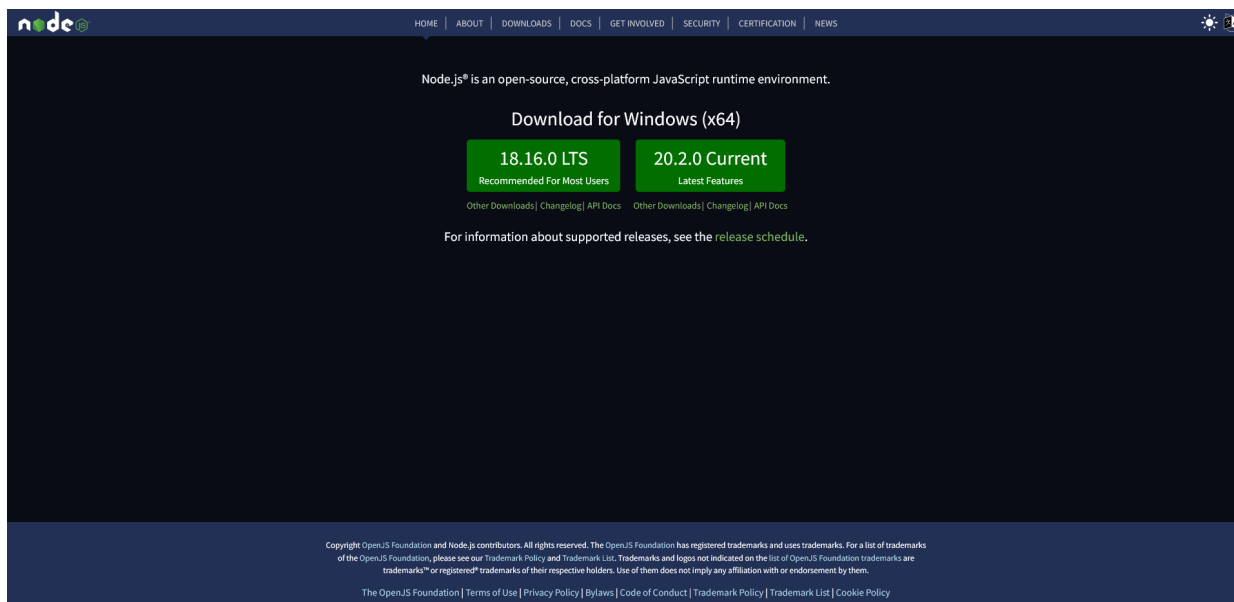 node JS
HOME | ABOUT | DOWNLOADS | DOCS | GET INVOLVED | SECURITY | CERTIFICATION | NEWS
Node.js® is an open-source, cross-platform JavaScript runtime environment.
Download for Windows (x64)
18.16.0 LTS 20.2.0 Current
Recommended For Most Users Latest Features
Other Downloads | Changelog | API Docs Other Downloads | Changelog | API Docs
For information about supported releases, see the release schedule.
Copyright OpenJS Foundation and Node.js contributors. All rights reserved. The OpenJS Foundation has registered trademarks and uses trademarks. For a list of trademarks
of the OpenJS Foundation, please see our Trademark Policy and Trademark List. Trademarks and logos not indicated on the list of OpenJS Foundation trademarks are
trademarks™ or registered® trademarks of their respective holders. Use of them does not imply any affiliation with or endorsement by them.
The OpenJS Foundation | Terms of Use | Privacy Policy | Bylaws | Code of Conduct | Trademark Policy | Trademark List | Cookie Policy